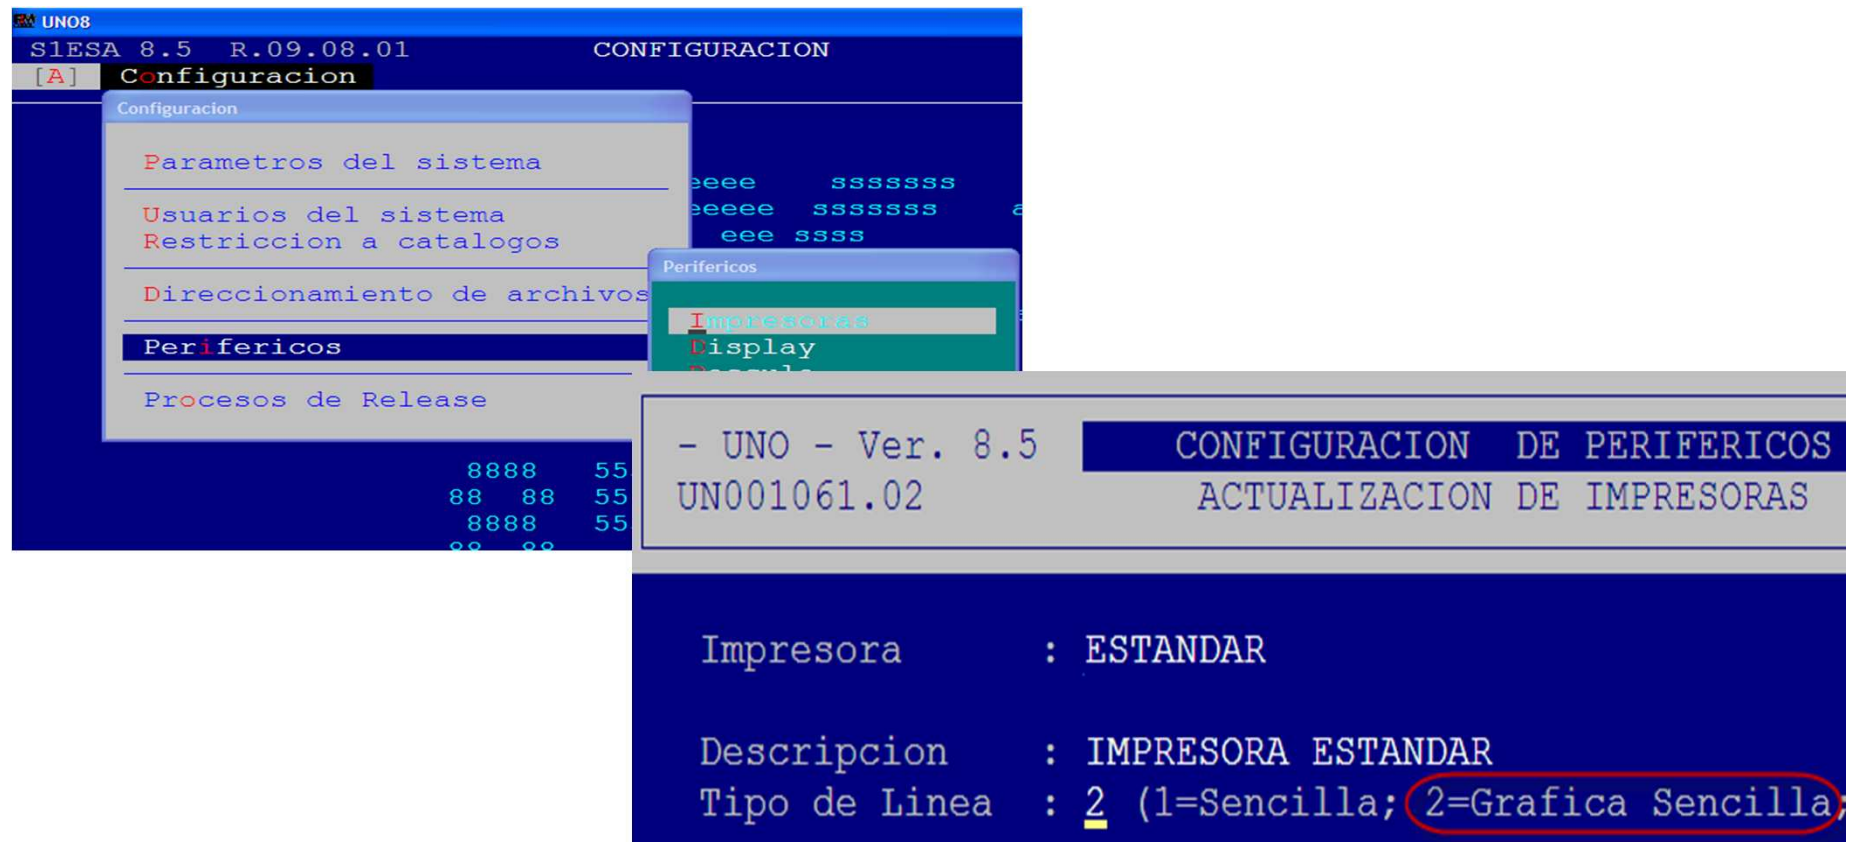 UNO8
S1ESA 8.5 R.09.08.01 CONFIGURACION
[A] Configuracion
Configuracion
Parametros del sistema
Usuarios del sistema
Restriccion a catalogos
Direccionamiento de archivos
Perifericos
Procesos de Release
eeee sssssss
eeeee sssssss a
eee ssss
Perifericos
Impresoras
Display
8888 55
88 88 55
8888 55
88 88
- UNO - Ver. 8.5 CONFIGURACION DE PERIFERICOS
UN001061.02 ACTUALIZACION DE IMPRESORAS
Impresora : ESTANDAR
Descripcion : IMPRESORA ESTANDAR
Tipo de Linea : 2 (1=Sencilla; 2=Grafica Sencilla;